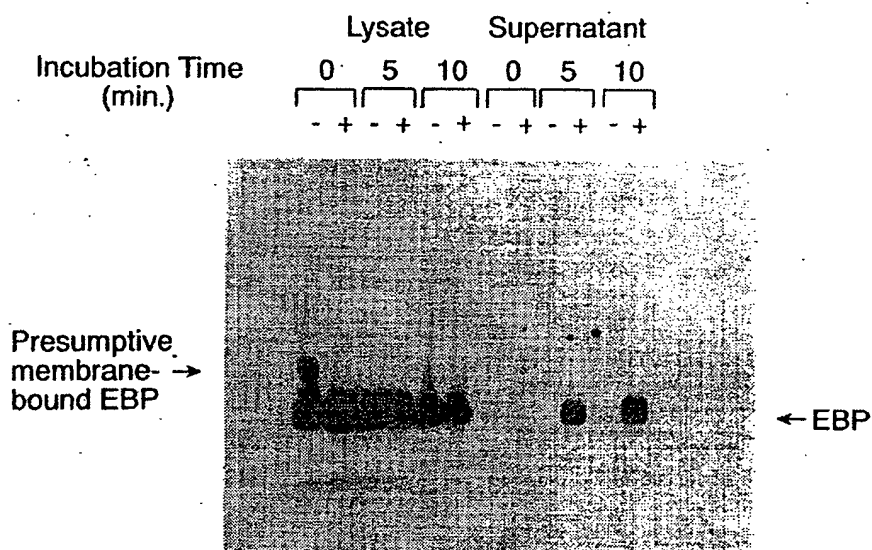 Lysate Supernatant
Incubation Time 0 5 10 0 5 10
(min.)
- + - + - + - + - + - +
Presumptive
membrane- →
bound EBP
← EBP